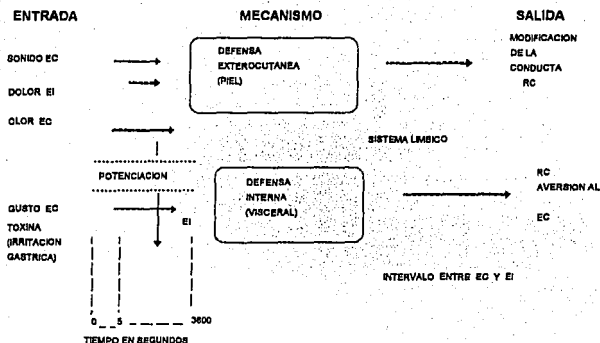 ENTRADA
MECANISMO
SALIDA
SONIDO EC
DOLOR EI
OLOR EC
DEFENSA
EXTEROCUTANEA
(PIEL)
MODIFICACION
DE LA
CONDUCTA
RC
SISTEMA LIMBICO
POTENCIACION
GUSTO EC
TOXINA
(IRRITACION
GASTRICA)
EI
DEFENSA
INTERNA
(VISCERAL)
RC
AVERSIONAL
EC
INTERVALO ENTRE EC Y EI
0 5 3600
TIEMPO EN SEGUNDOS